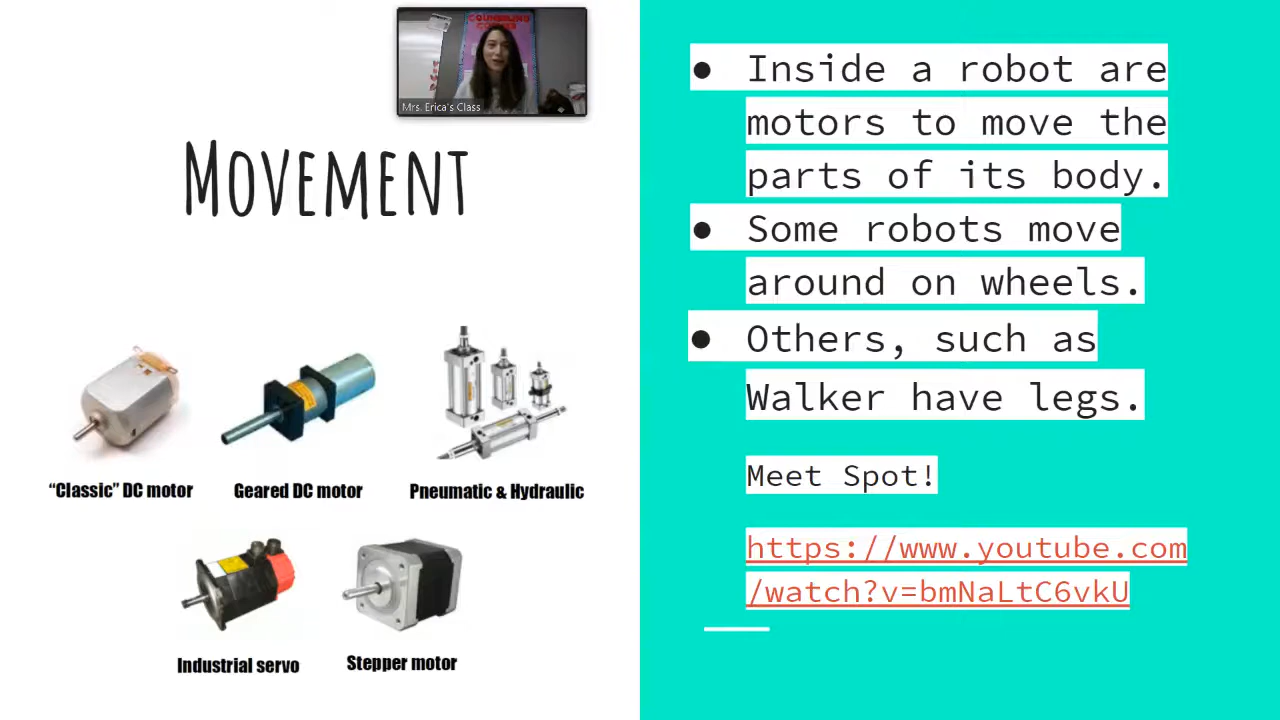 COUNSELING
CORNER
Mrs. Erica's Class
Movement
“Classic” DC motor
Geared DC motor
Pneumatic & Hydraulic
Industrial servo
Stepper motor
● Inside a robot are
motors to move the
parts of its body.
● Some robots move
around on wheels.
● Others, such as
Walker have legs.
Meet Spot!
https://www.youtube.com
/watch?v=bmNaLtC6vkU